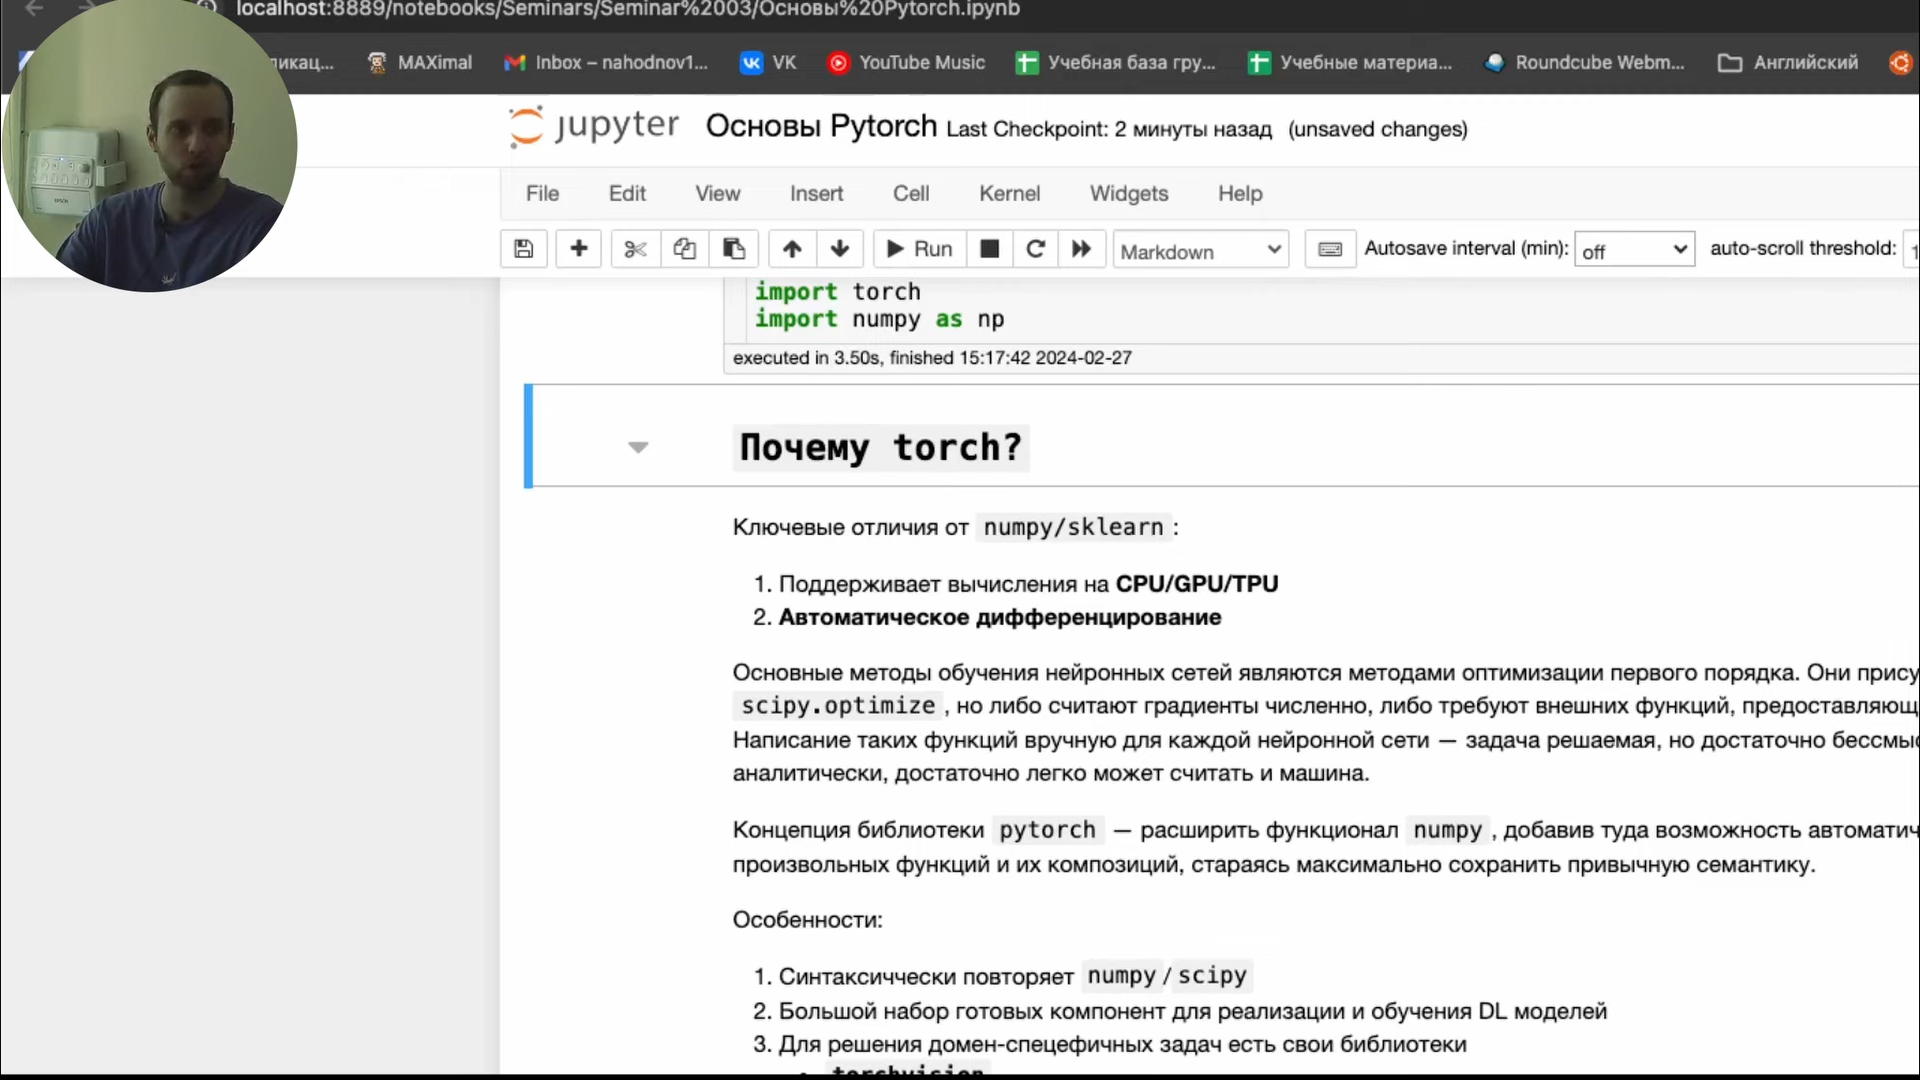 localhost:8889/notebooks/Seminars/Seminar%2003/Основы%20Pytorch.ipynb
MAXimal
Inbox – nahodnov1...
VK
YouTube Music
Учебная база гру...
Учебные материа...
Roundcube Webm...
Английский
jupyter Основы Pytorch Last Checkpoint: 2 минуты назад (unsaved changes)
File Edit View Insert Cell Kernel Widgets Help
Run Markdown Autosave interval (min): off auto-scroll threshold:
import torch
import numpy as np
executed in 3.50s, finished 15:17:42 2024-02-27
Почему torch?
Ключевые отличия от numpy/sklearn :
1. Поддерживает вычисления на CPU/GPU/TPU
2. Автоматическое дифференцирование
Основные методы обучения нейронных сетей являются методами оптимизации первого порядка. Они прису
scipy.optimize , но либо считают градиенты численно, либо требуют внешних функций, предоставляющ
Написание таких функций вручную для каждой нейронной сети — задача решаемая, но достаточно бессмы
аналитически, достаточно легко может считать и машина.
Концепция библиотеки pytorch — расширить функционал numpy , добавив туда возможность автоматич
произвольных функций и их композиций, стараясь максимально сохранить привычную семантику.
Особенности:
1. Синтаксиччески повторяет numpy / scipy
2. Большой набор готовых компонент для реализации и обучения DL моделей
3. Для решения домен-спецефичных задач есть свои библиотеки
torchvision
EPSON